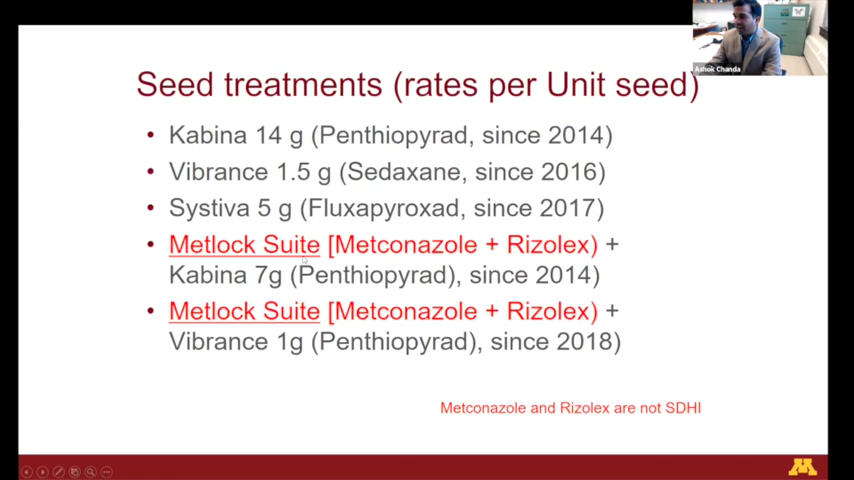 Ashok Chanda
Seed treatments (rates per Unit seed)
• Kabina 14 g (Penthiopyrad, since 2014)
• Vibrance 1.5 g (Sedaxane, since 2016)
• Systiva 5 g (Fluxapyroxad, since 2017)
• Metlock Suite [Metconazole + Rizolex) +
Kabina 7g (Penthiopyrad), since 2014)
• Metlock Suite [Metconazole + Rizolex) +
Vibrance 1g (Penthiopyrad), since 2018)
Metconazole and Rizolex are not SDHI
M